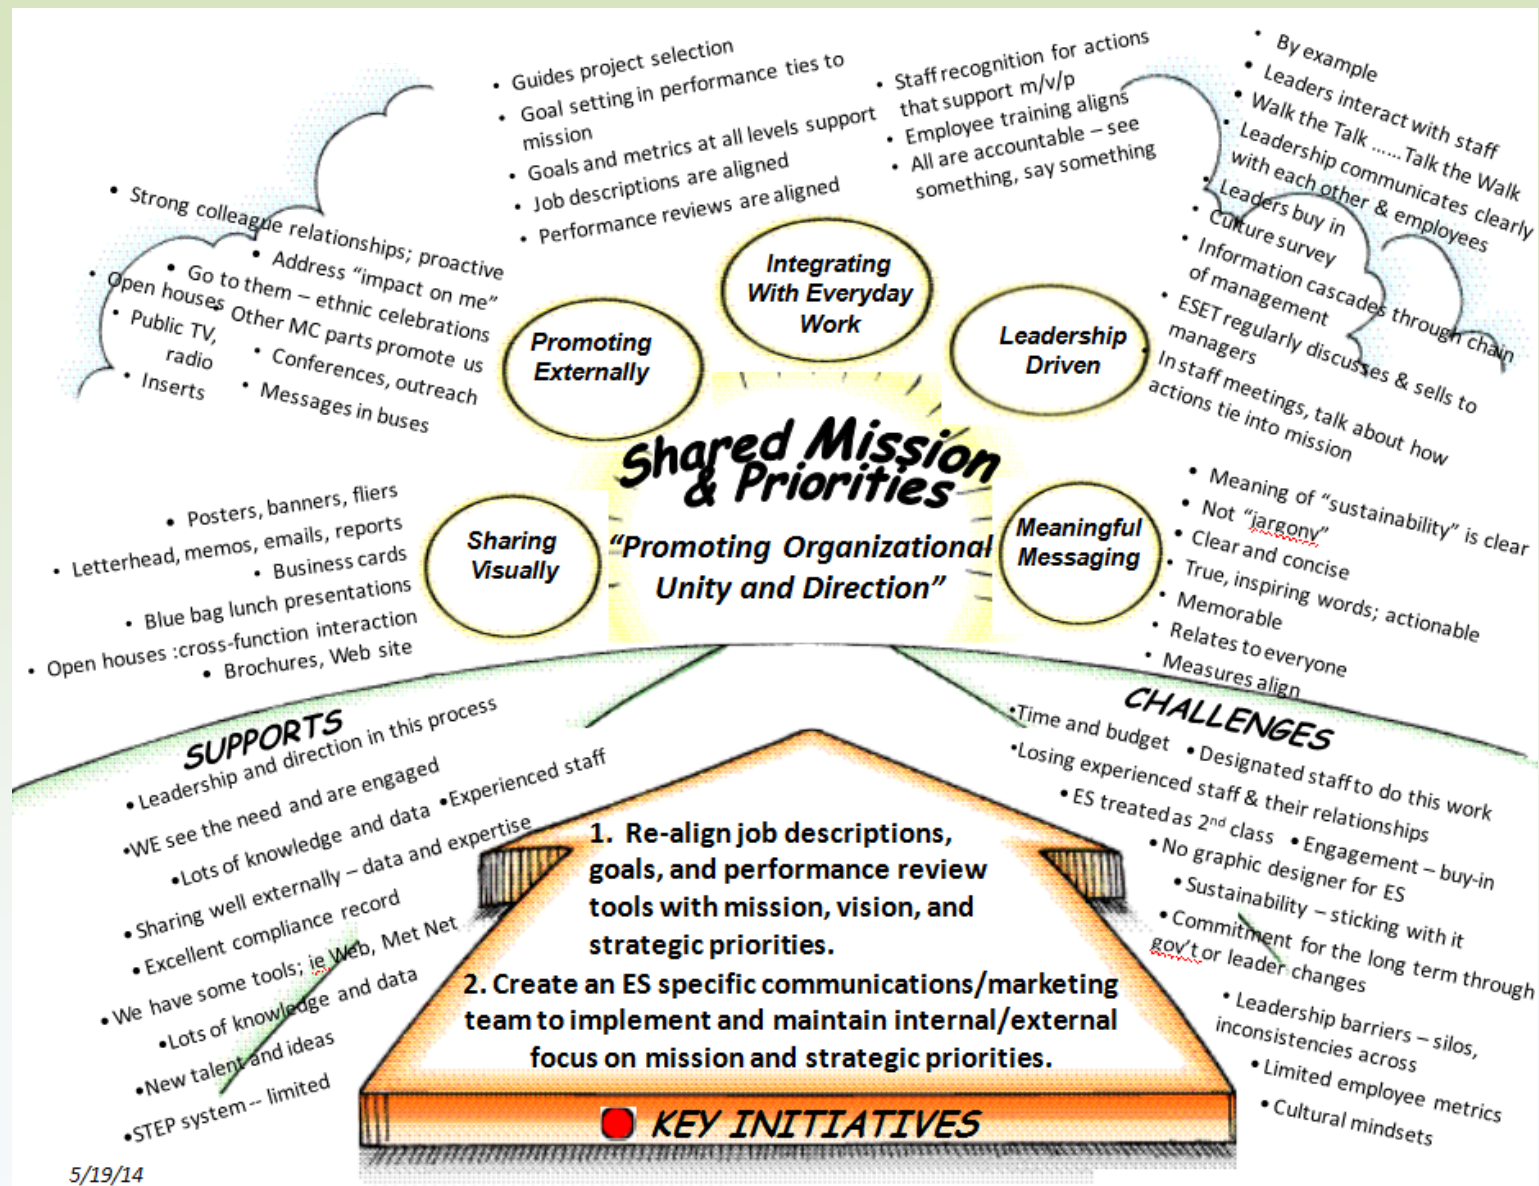 • Guides project selection
• Goal setting in performance ties to
mission
• Goals and metrics at all levels support
• Job descriptions are aligned
• Performance reviews are aligned
• Staff recognition for actions
that support m/v/p
• Employee training aligns
• All are accountable – see
something, say something
• By example
• Leaders interact with staff
• Walk the Talk ……Talk the Walk
• Leadership communicates clearly
with each other & employees
• Leaders buy in
• Culture survey
• Information cascades through chain
of management
• ESET regularly discusses & sells to
managers
• In staff meetings, talk about how
actions tie into mission
• Strong colleague relationships; proactive
• Address “impact on me”
• Go to them – ethnic celebrations
• Open houses
• Other MC parts promote us
• Public TV,
radio
• Conferences, outreach
• Inserts
• Messages in buses
Integrating
With Everyday
Work
Promoting
Externally
Leadership
Driven
Shared Mission
& Priorities
“Promoting Organizational
Unity and Direction”
Sharing
Visually
Meaningful
Messaging
• Posters, banners, fliers
• Letterhead, memos, emails, reports
• Business cards
• Blue bag lunch presentations
• Open houses :cross-function interaction
• Brochures, Web site
• Meaning of “sustainability” is clear
• Not “jargony”
• Clear and concise
• True, inspiring words; actionable
• Memorable
• Relates to everyone
• Measures align
SUPPORTS
• Leadership and direction in this process
•WE see the need and are engaged
•Lots of knowledge and data •Experienced staff
• Sharing well externally – data and expertise
• Excellent compliance record
• We have some tools; ie Web, Met Net
•Lots of knowledge and data
•New talent and ideas
•STEP system -- limited
CHALLENGES
•Time and budget • Designated staff to do this work
•Losing experienced staff & their relationships
• ES treated as 2nd class • Engagement – buy-in
• No graphic designer for ES
• Sustainability – sticking with it
• Commitment for the long term through
gov’t or leader changes
• Leadership barriers – silos,
inconsistencies across
• Limited employee metrics
• Cultural mindsets
1. Re-align job descriptions,
goals, and performance review
tools with mission, vision, and
strategic priorities.
2. Create an ES specific communications/marketing
team to implement and maintain internal/external
focus on mission and strategic priorities.
KEY INITIATIVES
5/19/14